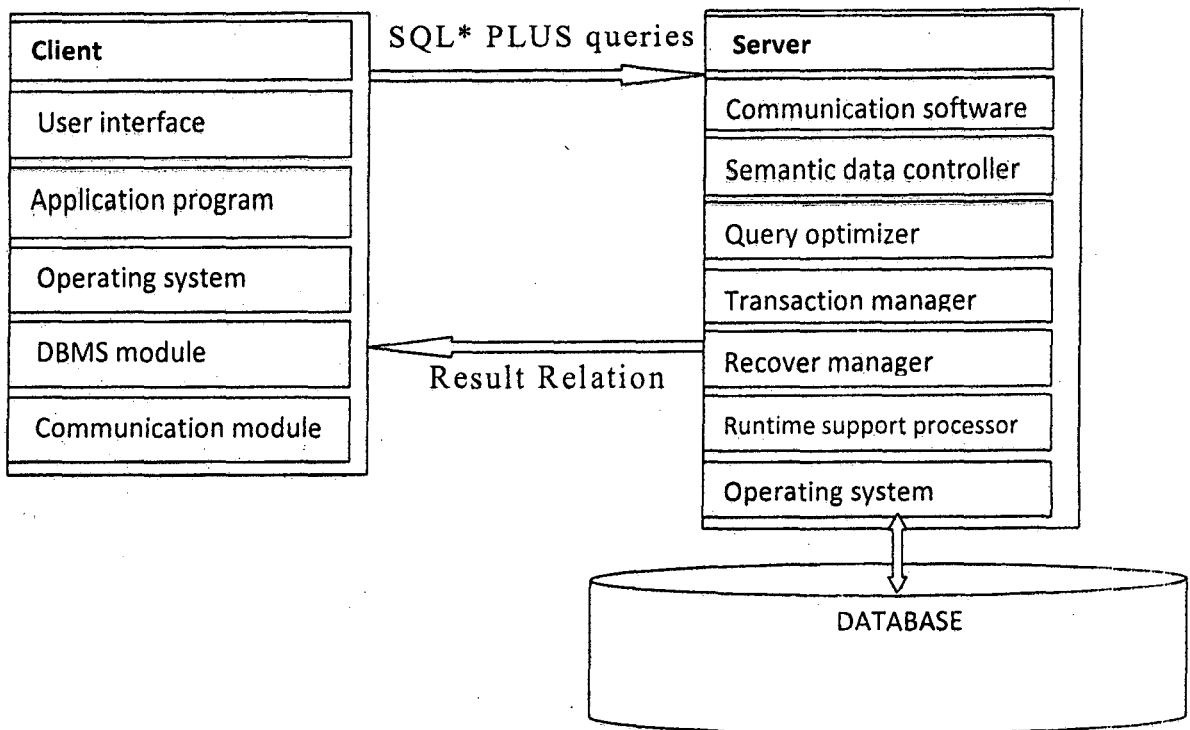 Client
User interface
Application program
Operating system
DBMS module
Communication module
SQL* PLUS queries
Result Relation
Server
Communication software
Semantic data controller
Query optimizer
Transaction manager
Recover manager
Runtime support processor
Operating system
DATABASE